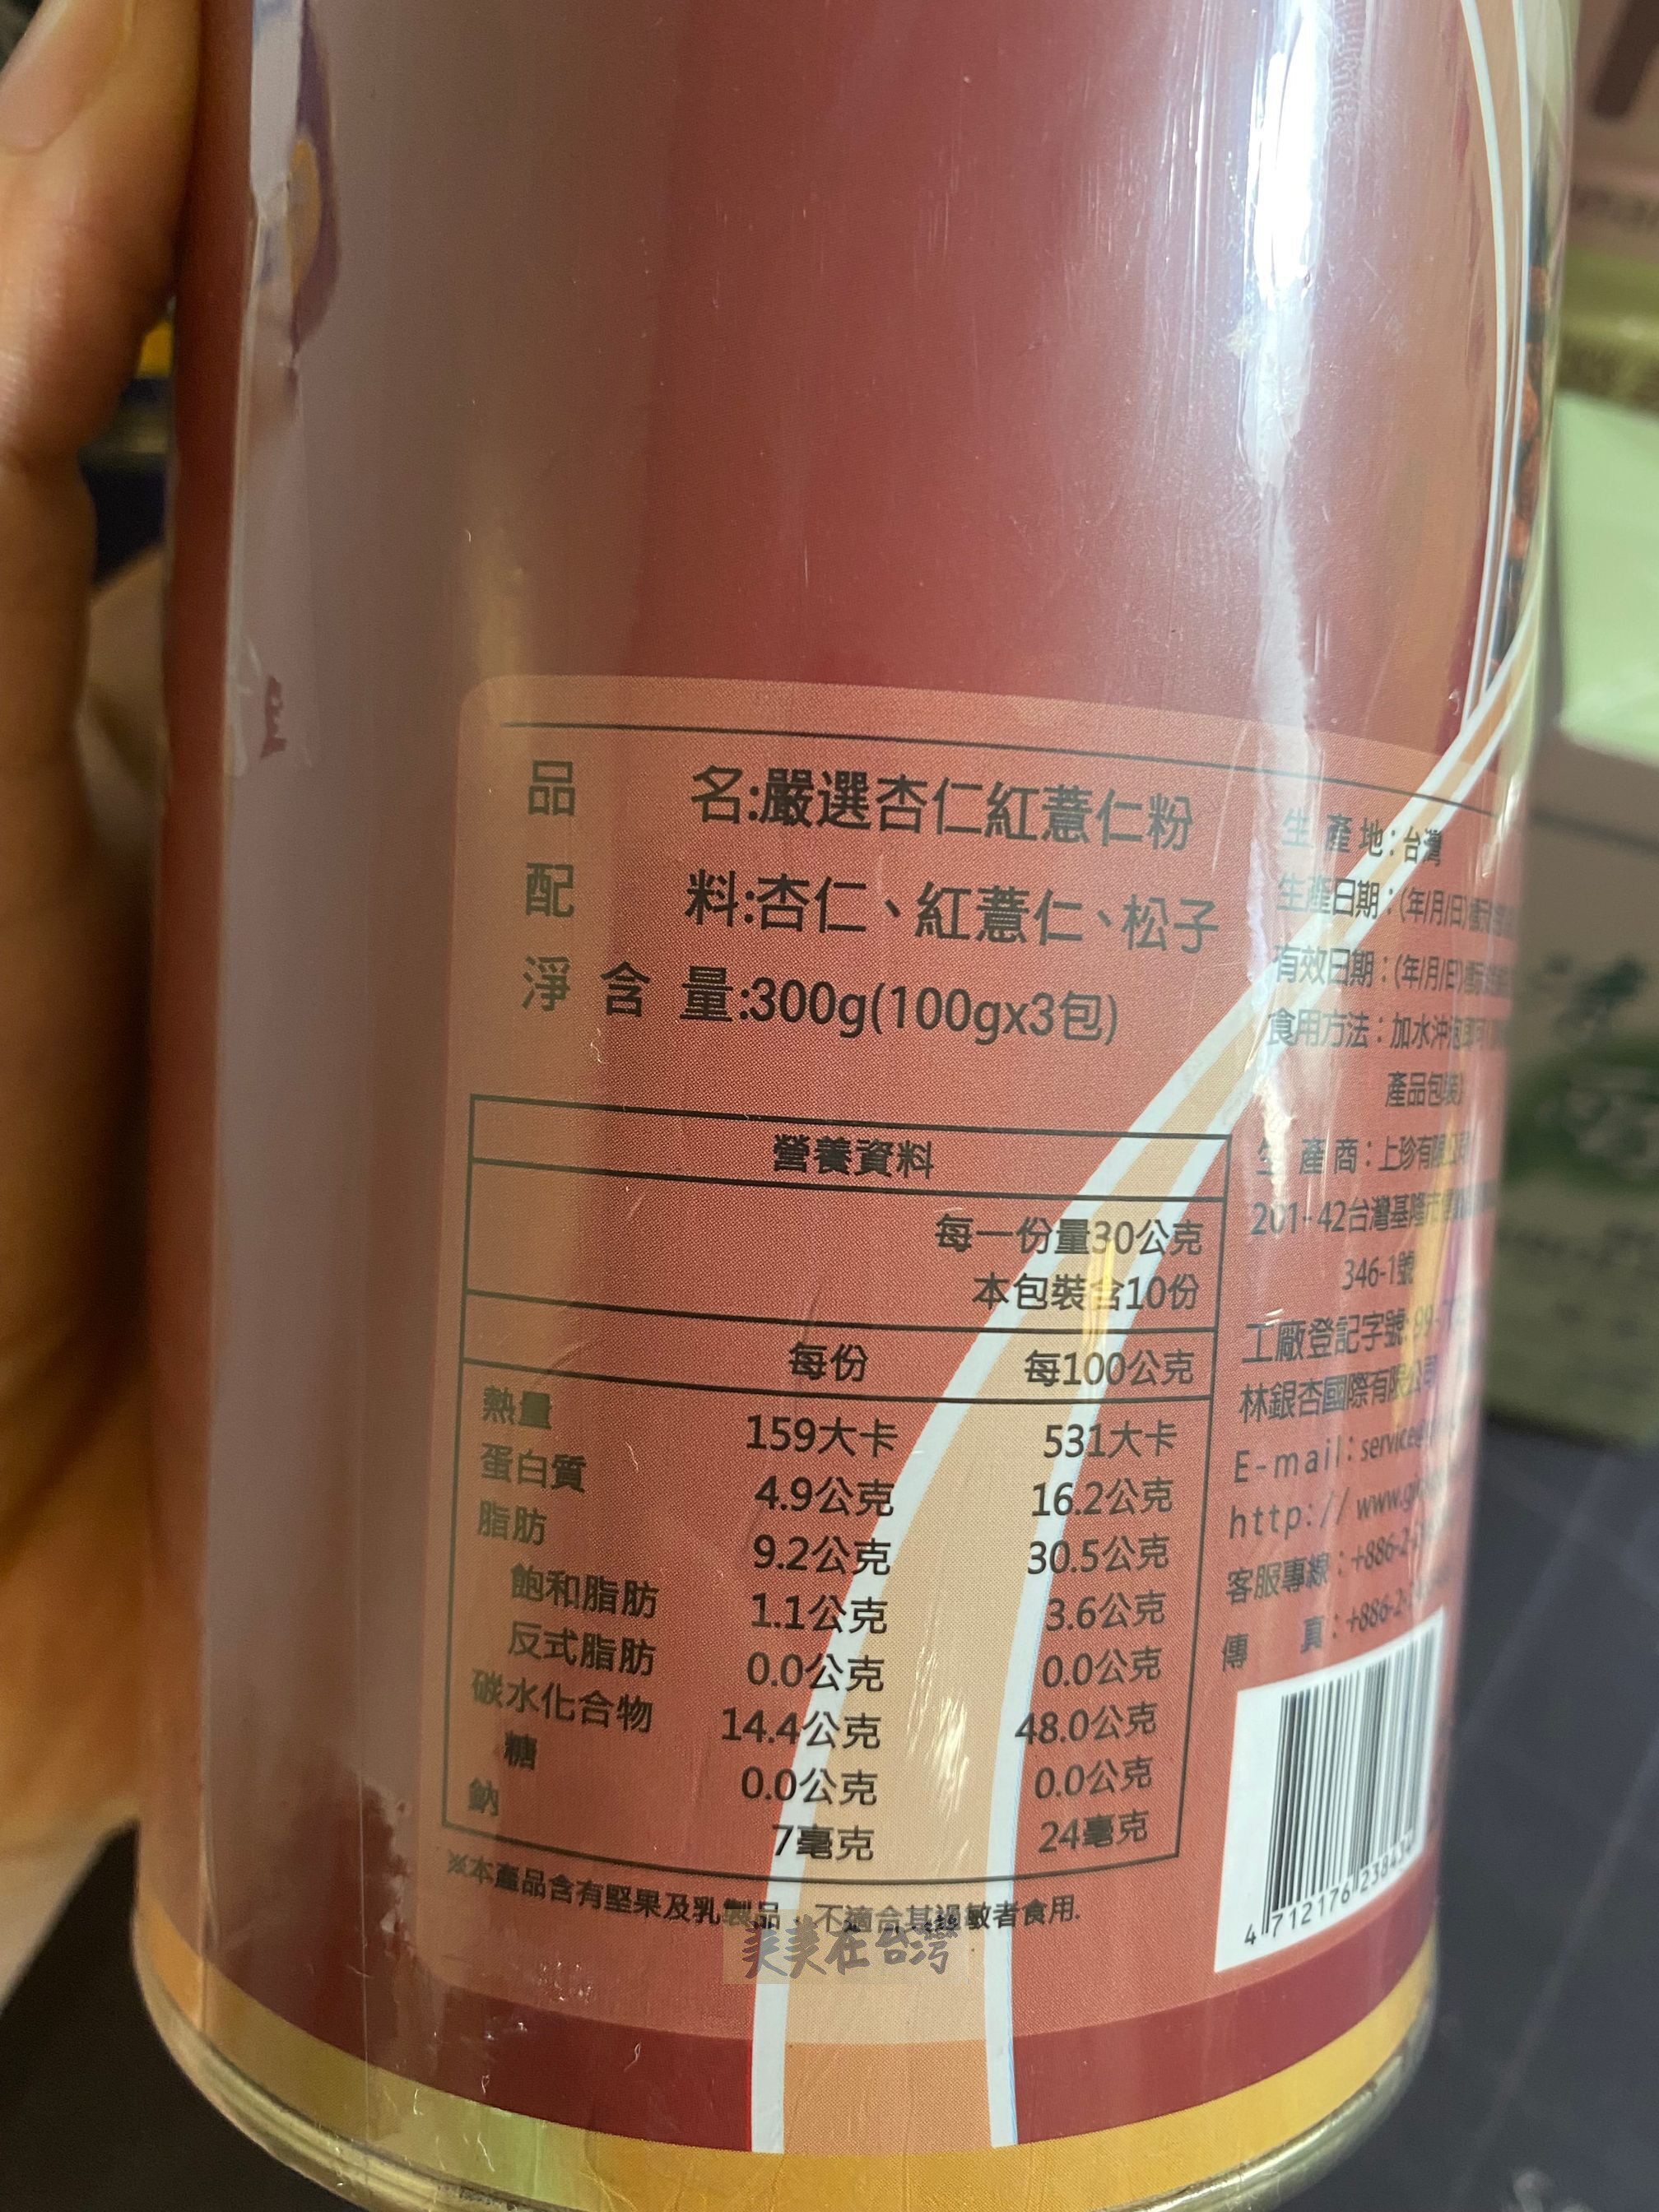 品 名:嚴選杏仁紅薏仁粉
配 料:杏仁、紅薏仁、松子
淨 含 量:300g(100gx3包)
營養資料
每一份量30公克
本包裝含10份
每份 每100公克
熱量 159大卡 531大卡
蛋白質 4.9公克 16.2公克
脂肪 9.2公克 30.5公克
飽和脂肪 1.1公克 3.6公克
反式脂肪 0.0公克 0.0公克
碳水化合物 14.4公克 48.0公克
糖 0.0公克 0.0公克
鈉 7毫克 24毫克
※本產品含有堅果及乳製品 不適合其過敏者食用.
生 產 地:台灣
生產日期:(年/月/日)
有效日期:(年/月/日)
食用方法:加水沖泡即可
產品包裝
生 產 商:上珍有限公司
201-42台灣基隆市
346-1號
工廠登記字號:99-
林銀杏國際有限公司
E-mail:service@
http://www.
客服專線:+886-2-
傳 真:+886-2-
4 712176 23843
美美在台灣